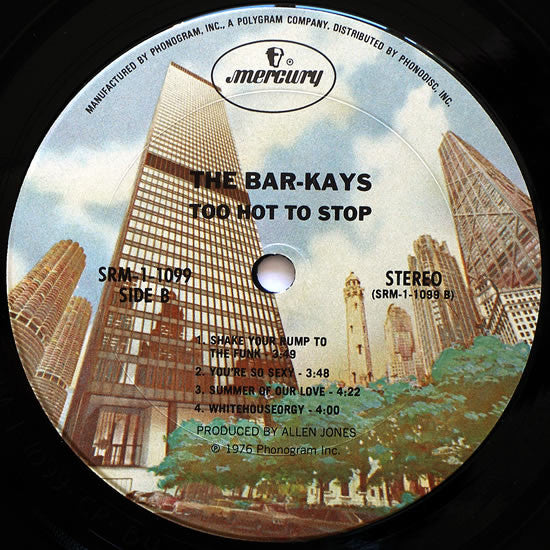 MANUFACTURED BY PHONOGRAM, INC., A POLYGRAM COMPANY, DISTRIBUTED BY PHONODISC, INC.
mercury
THE BAR-KAYS
TOO HOT TO STOP
SRM-1-1099
SIDE B
STEREO
(SRM-1-1099 B)
1. SHAKE YOUR RUMP TO
THE FUNK - 3:49
2. YOU'RE SO SEXY - 3:48
3. SUMMER OF OUR LOVE - 4:22
4. WHITEHOUSEORGY - 4:00
PRODUCED BY ALLEN JONES
℗ 1976 Phonogram Inc.